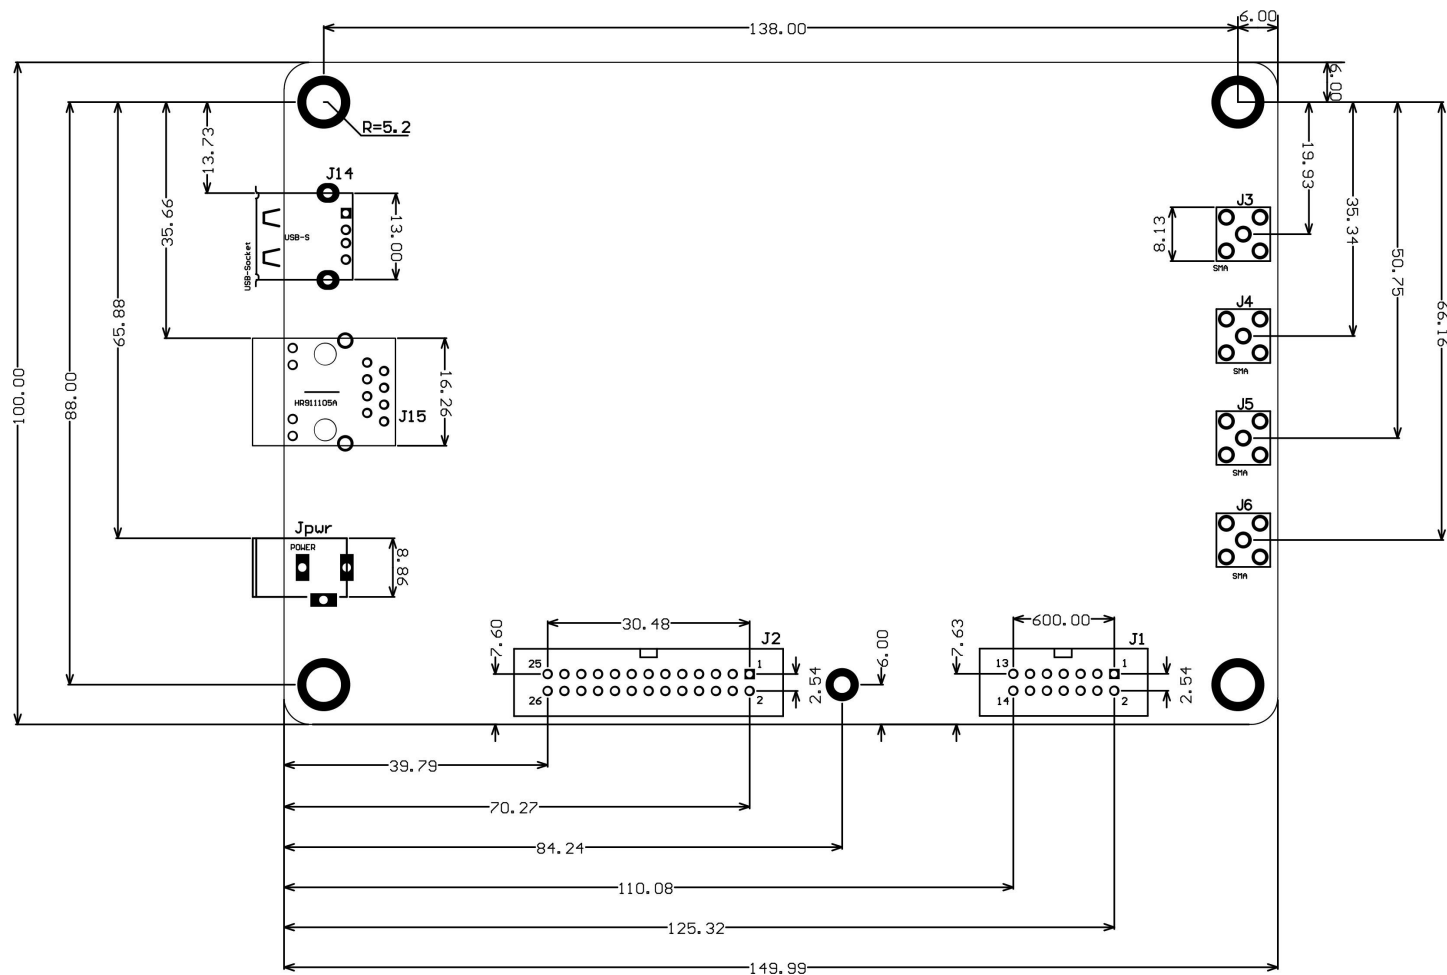 138.00
6.00
6.00
R=5.2
13.73
J14
USB-S
USB-Socket
13.00
35.66
65.88
88.00
100.00
HR911105A
J15
16.26
Jpwr
POWER
8.86
J3
8.13
SMA
19.93
35.34
50.75
66.16
J4
SMA
J5
SMA
J6
SMA
7.60
30.48
J2
25
1
26
2
2.54
6.00
7.63
600.00
J1
13
1
14
2
2.54
39.79
70.27
84.24
110.08
125.32
149.99